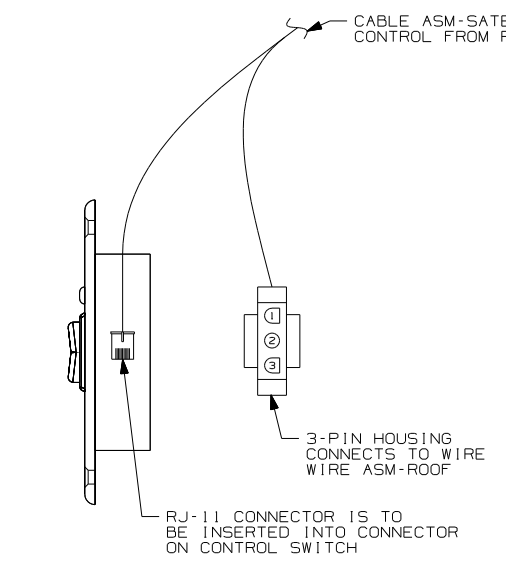 CABLE ASM-SATE
CONTROL FROM
1
2
3
3-PIN HOUSING
CONNECTS TO WIRE
WIRE ASM-ROOF
RJ-11 CONNECTOR IS TO
BE INSERTED INTO CONNECTOR
ON CONTROL SWITCH